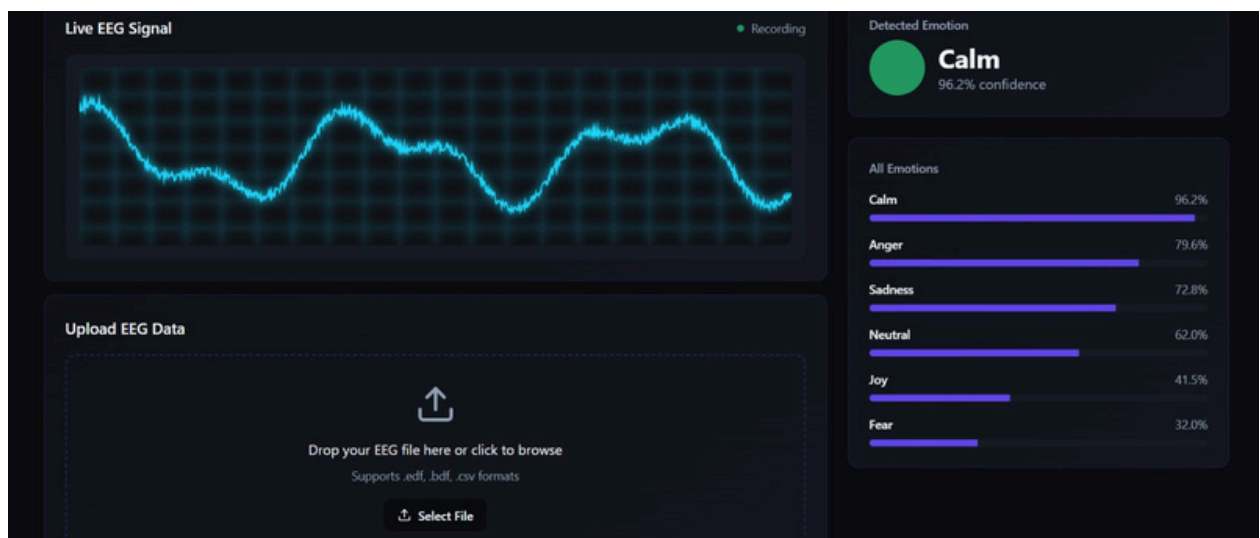 Live EEG Signal
Recording
Upload EEG Data
Drop your EEG file here or click to browse
Supports .edf, .bdf, .csv formats
Select File
Detected Emotion
Calm
96.2% confidence
All Emotions
Calm 96.2%
Anger 79.6%
Sadness 72.8%
Neutral 62.0%
Joy 41.5%
Fear 32.0%